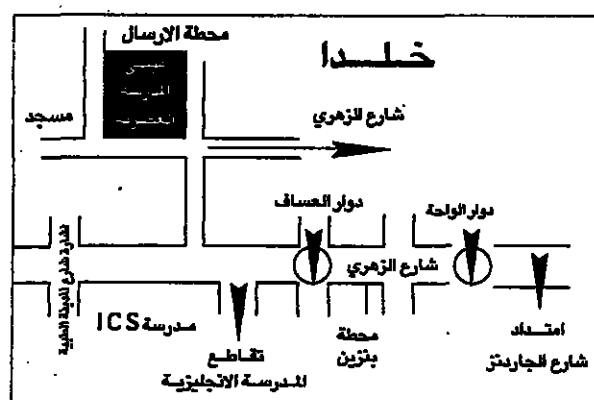 محطة الارسال
خلدا
المدرسة
مسجد
شارع الزهري
دوار العساف
دوار الواحة
شارع الزهري
مدرسة ICS
تقاطع
المدرسة الانجليزية
محطة
بنزين
امتداد
شارع الجاردنز